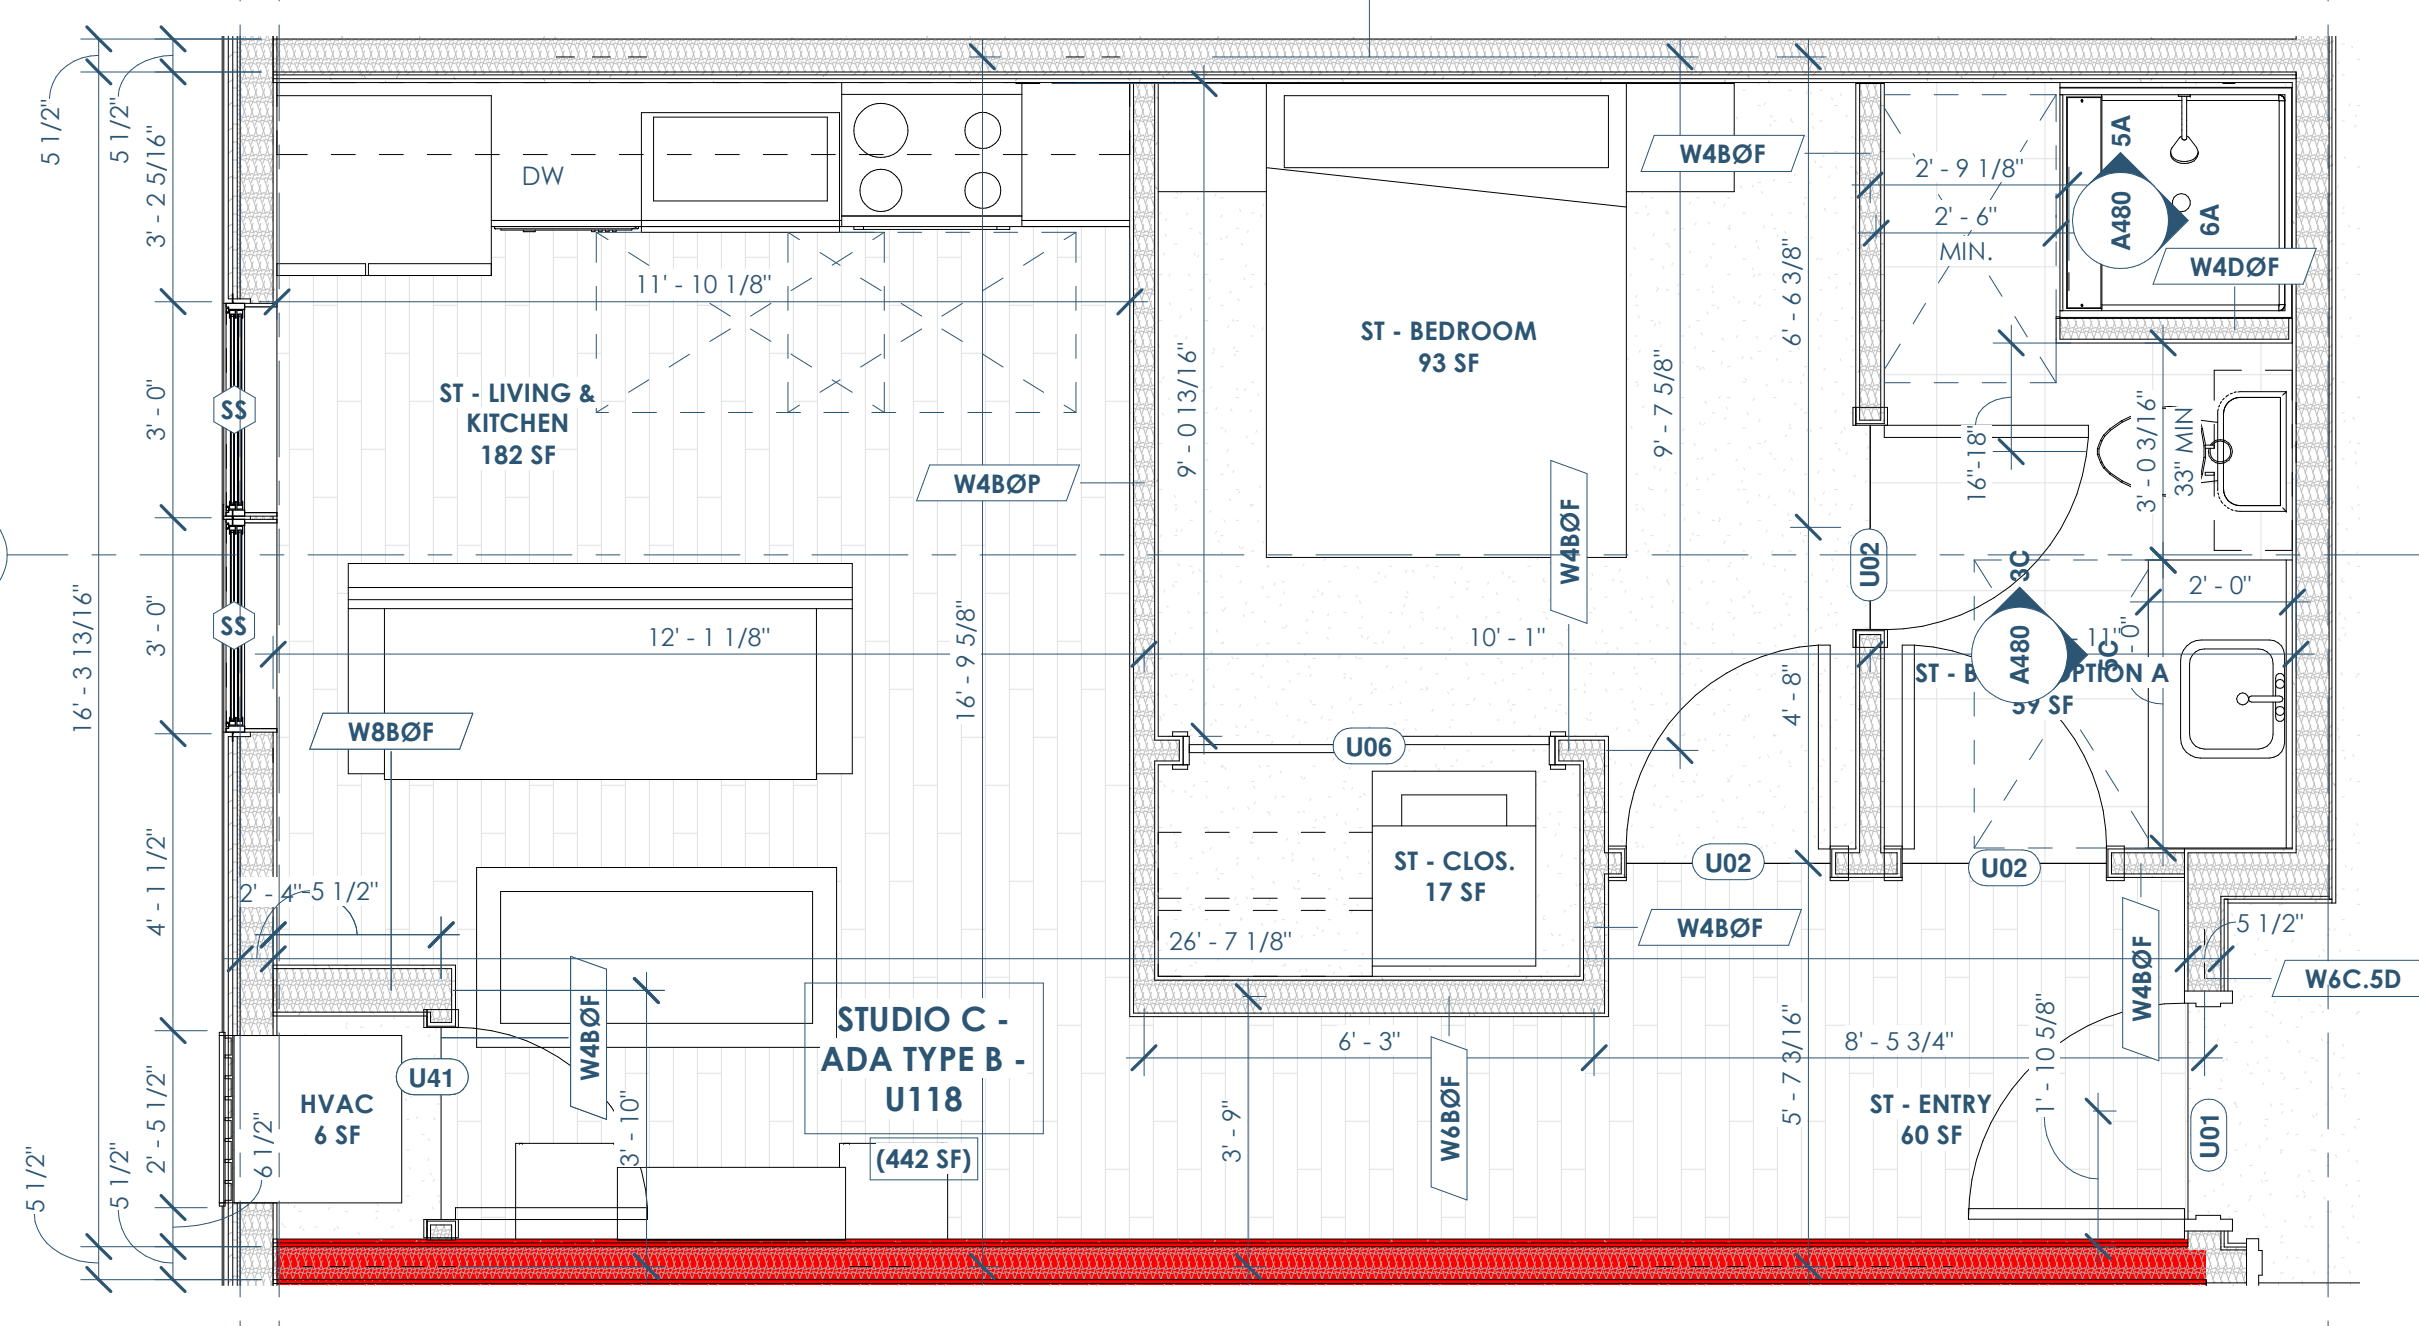 5 1/2"
5 1/2"
3' - 2 5/16"
DW
W4BØF
2' - 9 1/8"
5A
A480
6A
2' - 6"
MIN.
W4DØF
11' - 10 1/8"
6' - 6 3/8"
ST - BEDROOM
93 SF
9' - 0 13/16"
9' - 7 5/8"
ST - LIVING &
KITCHEN
182 SF
3' - 0"
SS
16"-18"
3' - 0 3/16"
33" MIN
W4BØP
W4BØF
U02
3C
2' - 0"
3' - 0"
SS
16' - 3 13/16"
12' - 1 1/8"
16' - 9 5/8"
10' - 1"
4' - 8"
A480
5C
ST - B
PTION A
59 SF
W8BØF
U06
ST - CLOS.
17 SF
U02
U02
4' - 1 1/2"
2' - 4"
5 1/2"
26' - 7 1/8"
W4BØF
W4BØF
5 1/2"
W6C.5D
W4BØF
STUDIO C -
ADA TYPE B -
U118
(442 SF)
6' - 3"
W6BØF
8' - 5 3/4"
5' - 7 3/16"
1' - 10 5/8"
U41
HVAC
6 SF
2' - 5 1/2"
6 1/2"
3' - 10"
3' - 9"
ST - ENTRY
60 SF
U01
5 1/2"
5 1/2"